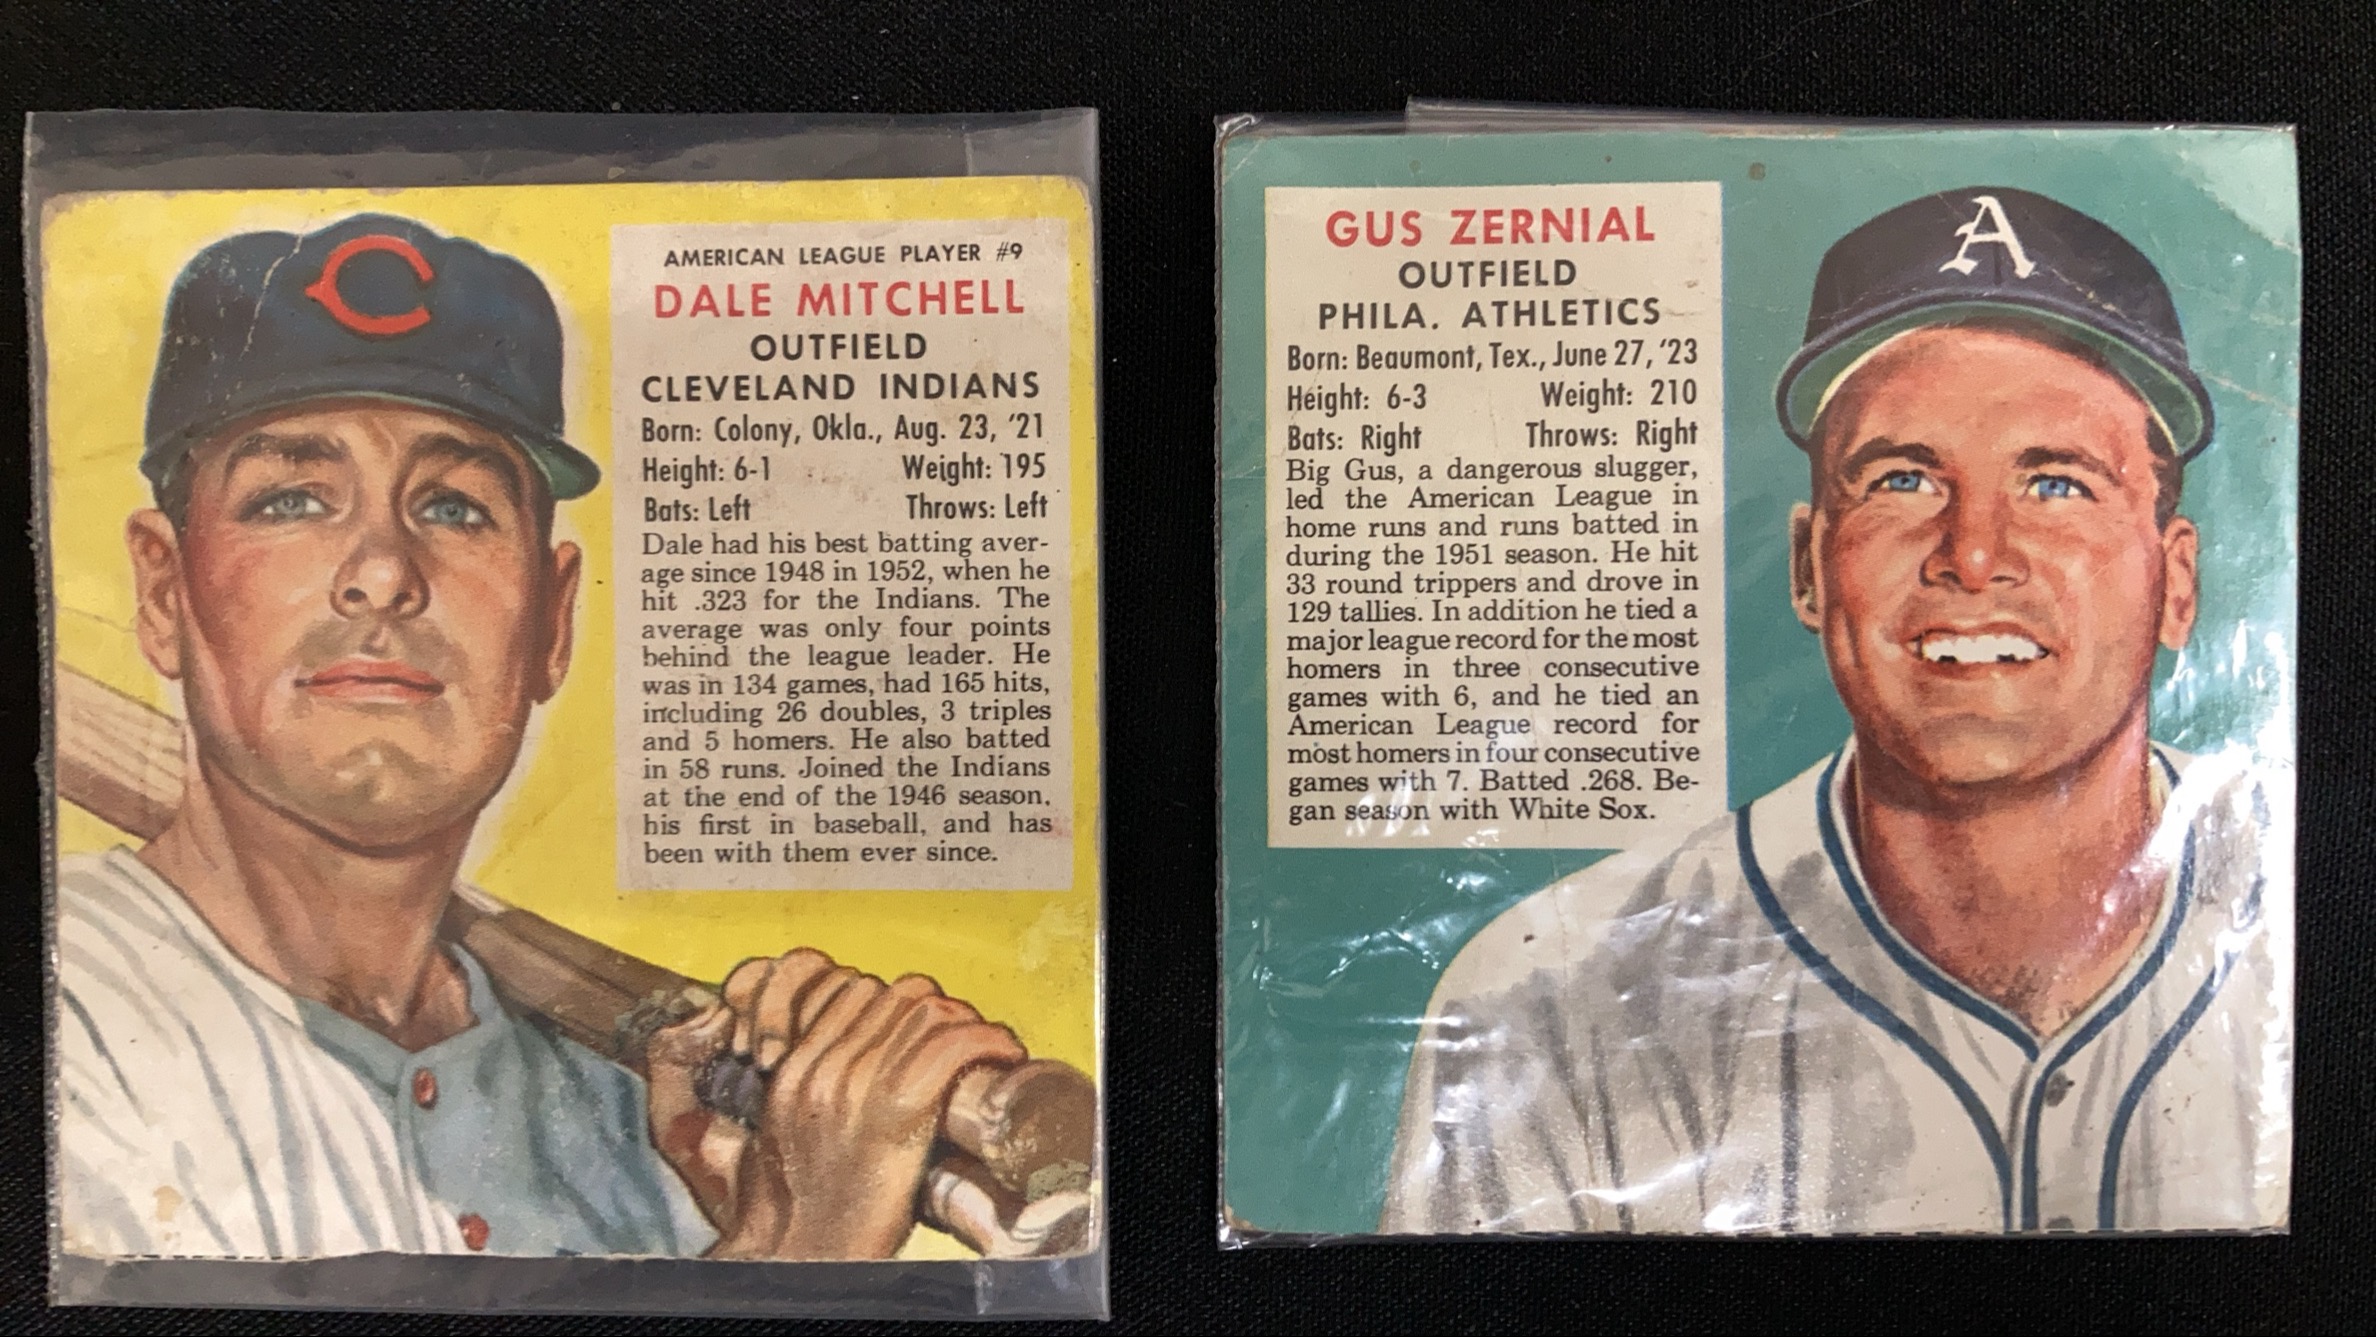 C
AMERICAN LEAGUE PLAYER #9
DALE MITCHELL
OUTFIELD
CLEVELAND INDIANS
Born: Colony, Okla., Aug. 23, '21
Height: 6-1 Weight: 195
Bats: Left Throws: Left
Dale had his best batting aver-
age since 1948 in 1952, when he
hit .323 for the Indians. The
average was only four points
behind the league leader. He
was in 134 games, had 165 hits,
including 26 doubles, 3 triples
and 5 homers. He also batted
in 58 runs. Joined the Indians
at the end of the 1946 season,
his first in baseball, and has
been with them ever since.
A
GUS ZERNIAL
OUTFIELD
PHILA. ATHLETICS
Born: Beaumont, Tex., June 27, '23
Height: 6-3 Weight: 210
Bats: Right Throws: Right
Big Gus, a dangerous slugger,
led the American League in
home runs and runs batted in
during the 1951 season. He hit
33 round trippers and drove in
129 tallies. In addition he tied a
major league record for the most
homers in three consecutive
games with 6, and he tied an
American League record for
most homers in four consecutive
games with 7. Batted .268. Be-
gan season with White Sox.